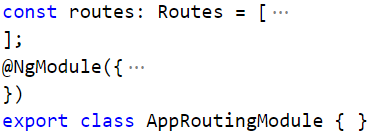 const routes: Routes = [ ···
];
@NgModule({ ···
})
export class AppRoutingModule { }